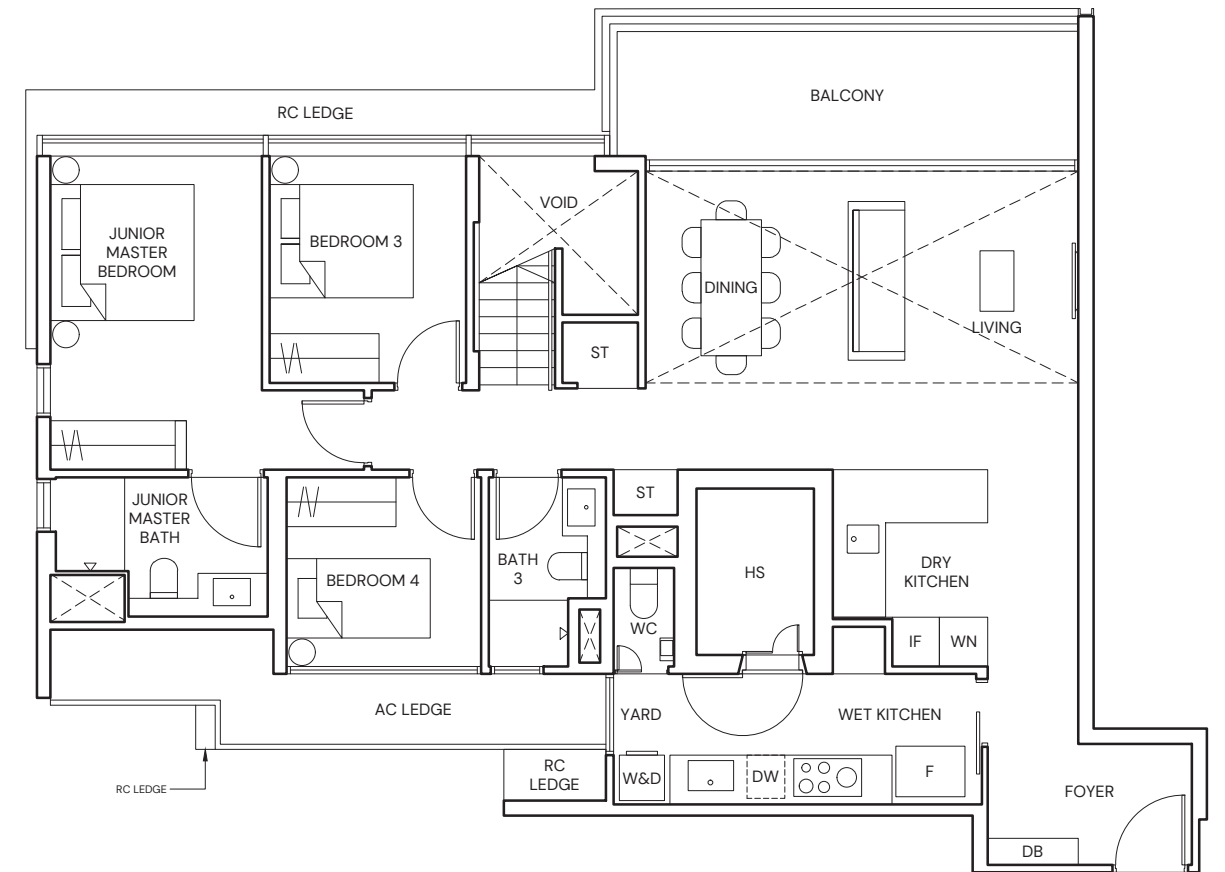 BALCONY
RC LEDGE
VOID
JUNIOR
MASTER
BEDROOM
BEDROOM 3
DINING
LIVING
ST
ST
JUNIOR
MASTER
BATH
BEDROOM 4
BATH
3
HS
DRY
KITCHEN
WC
IF
WN
AC LEDGE
YARD
WET KITCHEN
RC
LEDGE
W&D
DW
F
RC LEDGE
FOYER
DB